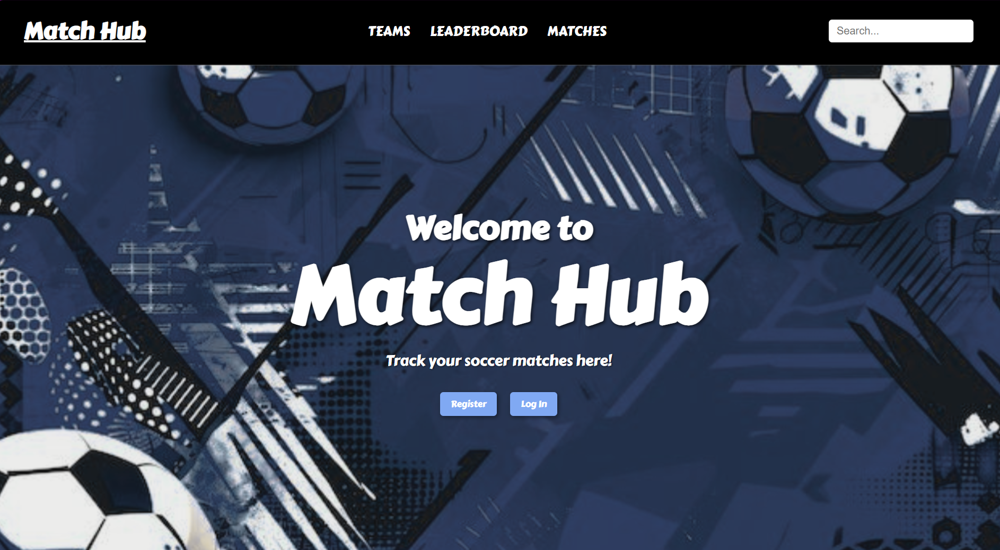 Match Hub
TEAMS LEADERBOARD MATCHES
Search...
Welcome to
Match Hub
Track your soccer matches here!
Register Log In